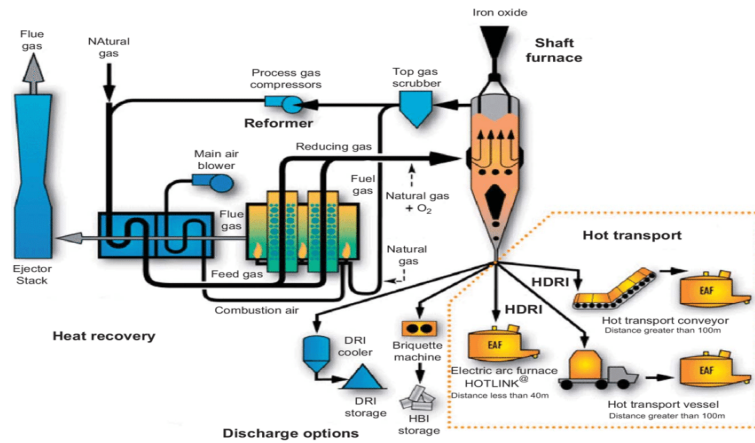 Iron oxide
Flue
gas
NAtural
gas
Shaft
furnace
Process gas
compressors
Top gas
scrubber
Reformer
Reducing gas
Main air
blower
Fuel
gas
Natural gas
+ O2
Flue
gas
Natural
gas
Ejector
Stack
Feed gas
Combustion air
Hot transport
HDRI
EAF
HDRI
Heat recovery
DRI
cooler
Briquette
machine
EAF
Hot transport conveyor
Distance greater than 100m
Electric arc furnace
HOTLINK@
Distance less than 40m
EAF
DRI
storage
HBI
storage
Hot transport vessel
Distance greater than 100m
Discharge options